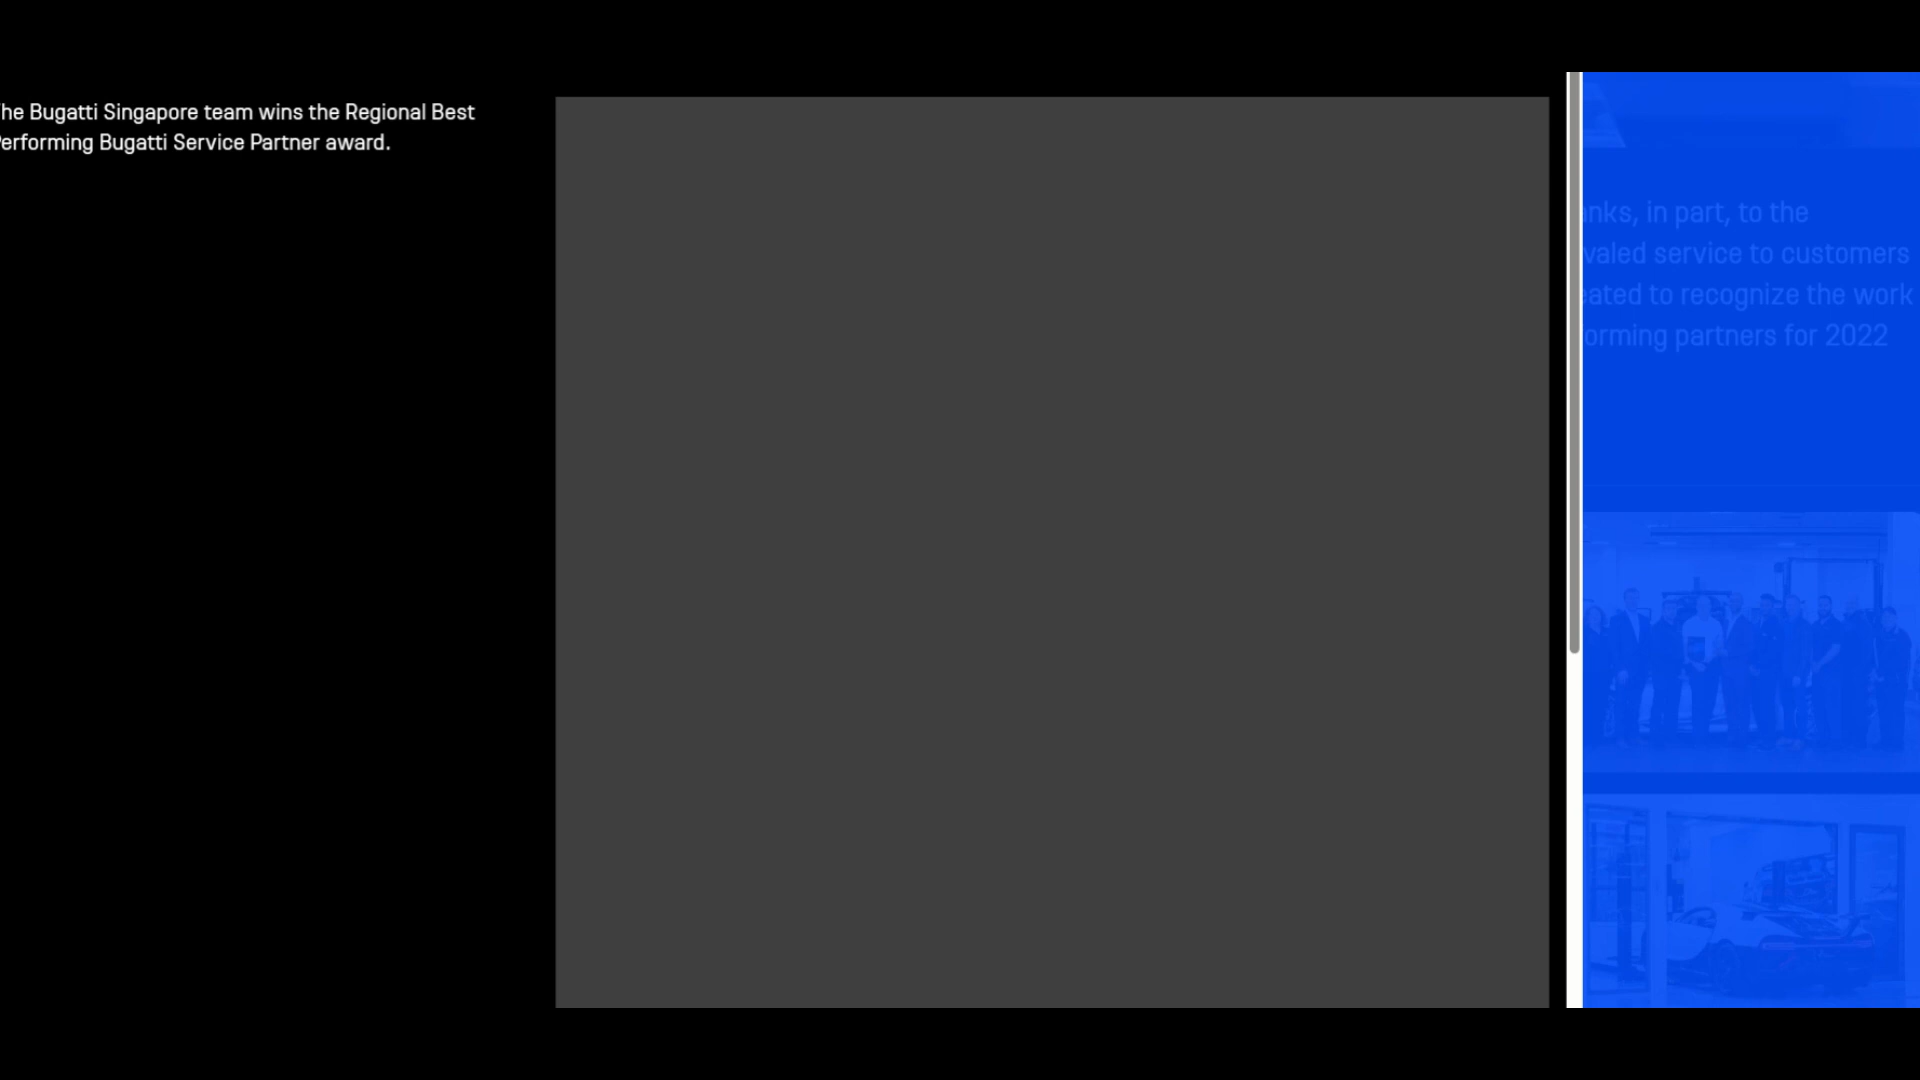 he Bugatti Singapore team wins the Regional Best
erforming Bugatti Service Partner award.
nks, in part, to the
valed service to customers
ated to recognize the work
orming partners for 2022